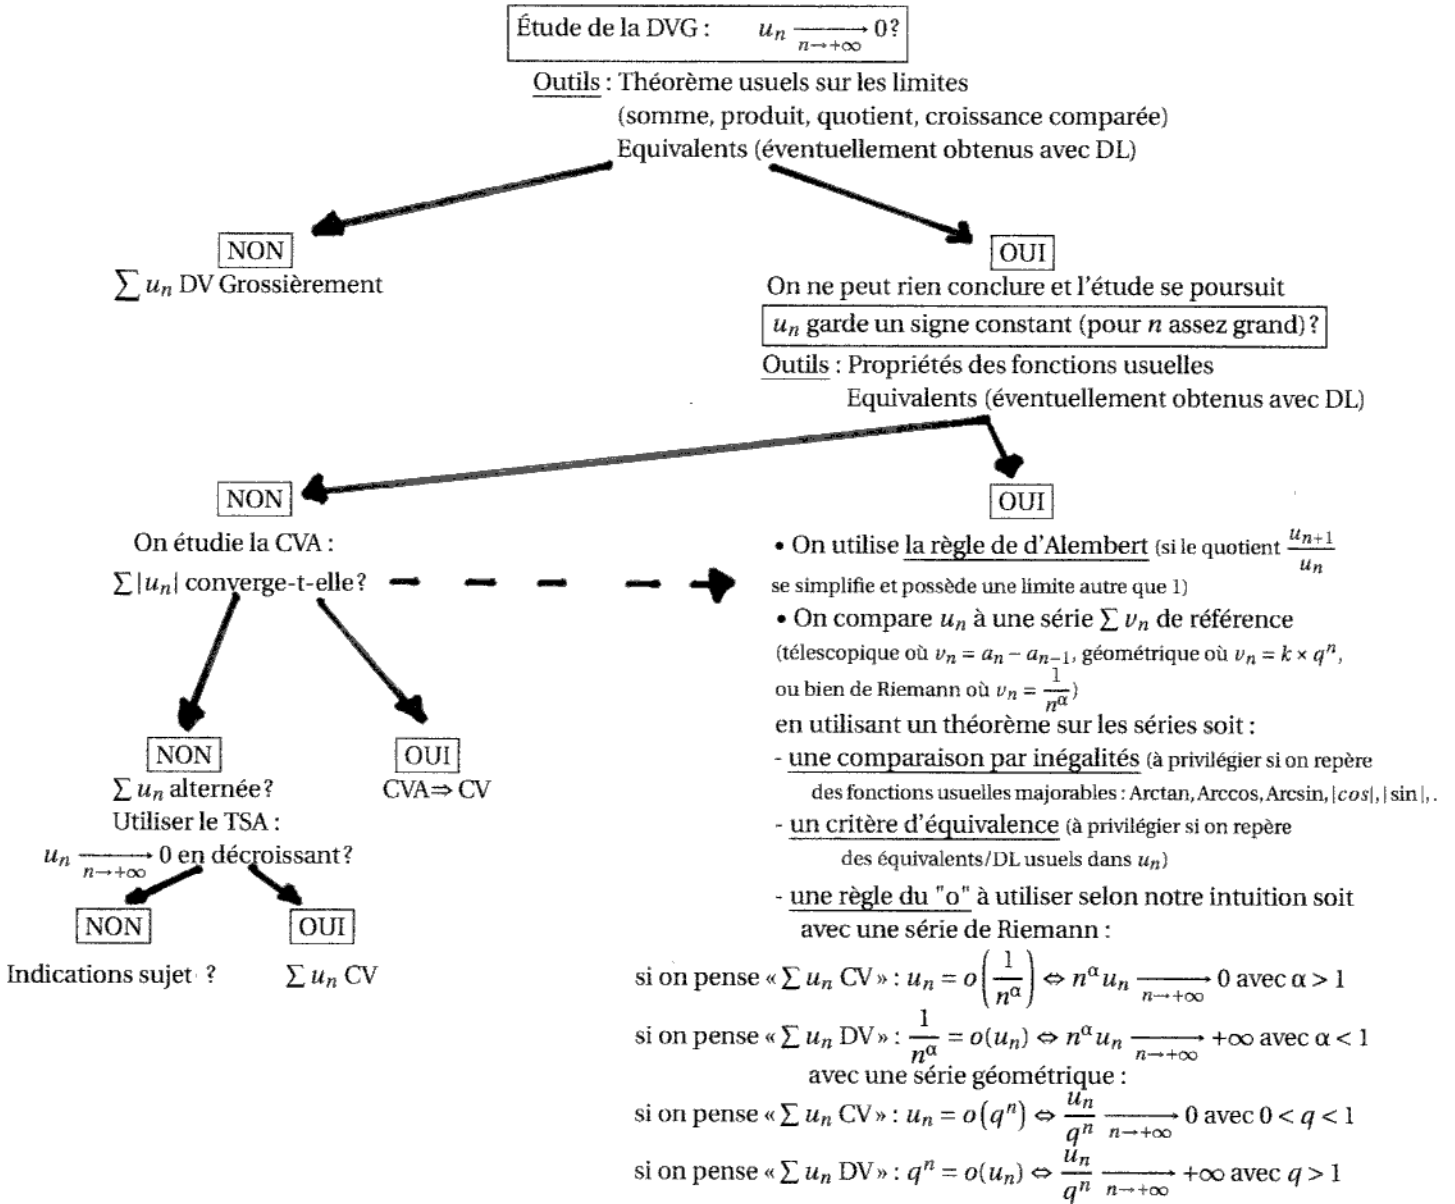 Étude de la DVG : u_n ⟶_{n→+∞} 0?
Outils : Théorème usuels sur les limites
(somme, produit, quotient, croissance comparée)
Equivalents (éventuellement obtenus avec DL)
NON
∑ u_n DV Grossièrement
OUI
On ne peut rien conclure et l'étude se poursuit
u_n garde un signe constant (pour n assez grand)?
Outils : Propriétés des fonctions usuelles
Equivalents (éventuellement obtenus avec DL)
NON
On étudie la CVA :
∑|u_n| converge-t-elle?
NON
∑ u_n alternée?
Utiliser le TSA :
u_n ⟶_{n→+∞} 0 en décroissant?
NON
Indications sujet ?
OUI
∑ u_n CV
OUI
CVA⇒ CV
OUI
• On utilise la règle de d'Alembert (si le quotient u_{n+1}/u_n
se simplifie et possède une limite autre que 1)
• On compare u_n à une série ∑ v_n de référence
(télescopique où v_n = a_n − a_{n−1}, géométrique où v_n = k × q^n,
ou bien de Riemann où v_n = 1/n^α)
en utilisant un théorème sur les séries soit :
- une comparaison par inégalités (à privilégier si on repère
des fonctions usuelles majorables : Arctan, Arccos, Arcsin, |cos|, |sin|, .
- un critère d'équivalence (à privilégier si on repère
des équivalents/DL usuels dans u_n)
- une règle du "o" à utiliser selon notre intuition soit
avec une série de Riemann :
si on pense « ∑ u_n CV » : u_n = o(1/n^α) ⇔ n^α u_n ⟶_{n→+∞} 0 avec α > 1
si on pense « ∑ u_n DV » : 1/n^α = o(u_n) ⇔ n^α u_n ⟶_{n→+∞} +∞ avec α < 1
avec une série géométrique :
si on pense « ∑ u_n CV » : u_n = o(q^n) ⇔ u_n/q^n ⟶_{n→+∞} 0 avec 0 < q < 1
si on pense « ∑ u_n DV » : q^n = o(u_n) ⇔ u_n/q^n ⟶_{n→+∞} +∞ avec q > 1